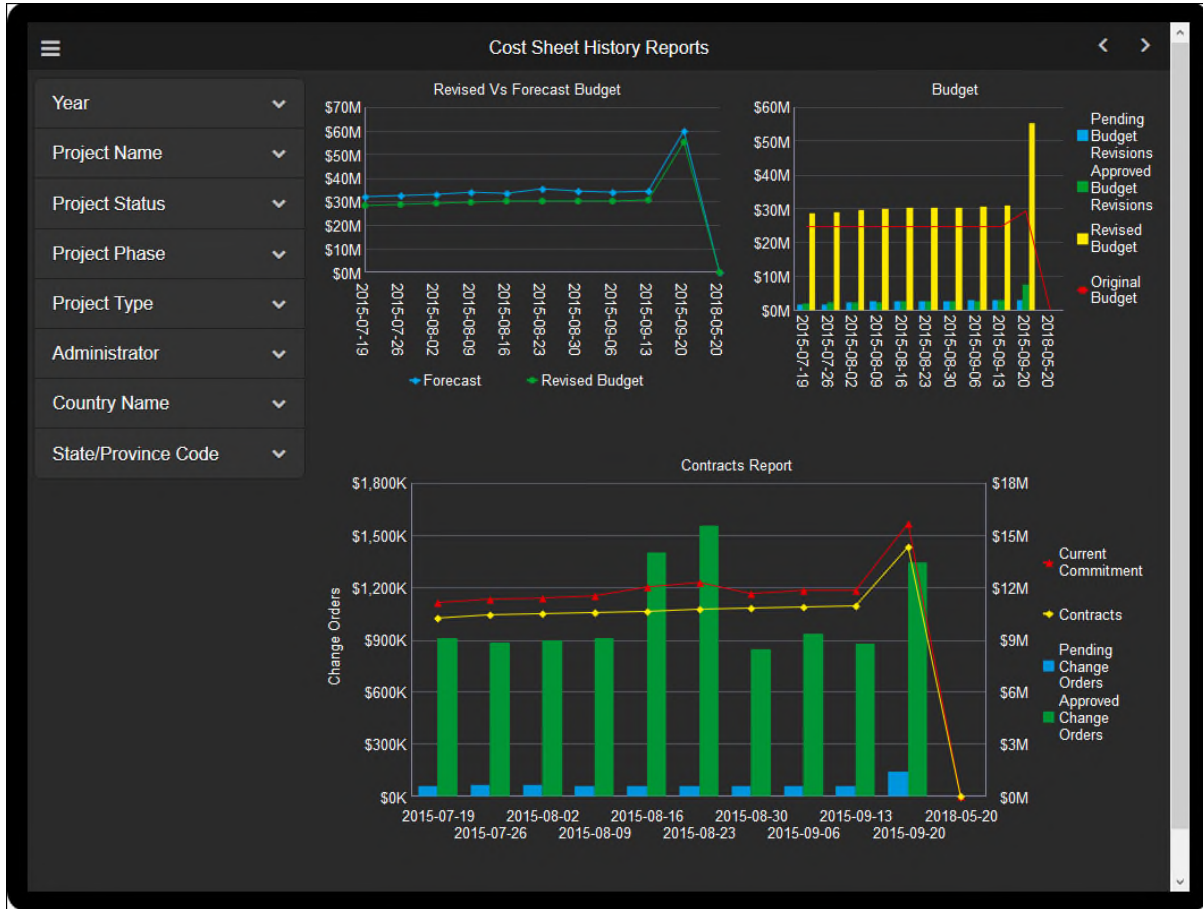 Cost Sheet History Reports
Year
Project Name
Project Status
Project Phase
Project Type
Administrator
Country Name
State/Province Code
Revised Vs Forecast Budget
$70M
$60M
$50M
$40M
$30M
$20M
$10M
$0M
2015-07-19
2015-07-26
2015-08-02
2015-08-09
2015-08-16
2015-08-23
2015-08-30
2015-09-06
2015-09-13
2015-09-20
2018-05-20
Forecast
Revised Budget
Budget
$60M
$50M
$40M
$30M
$20M
$10M
$0M
2015-07-19
2015-07-26
2015-08-02
2015-08-09
2015-08-16
2015-08-23
2015-08-30
2015-09-06
2015-09-13
2015-09-20
2018-05-20
Pending
Budget
Revisions
Approved
Budget
Revisions
Revised
Budget
Original
Budget
Contracts Report
Change Orders
$1,800K
$1,500K
$1,200K
$900K
$600K
$300K
$0K
$18M
$15M
$12M
$9M
$6M
$3M
$0M
2015-07-19
2015-07-26
2015-08-02
2015-08-09
2015-08-16
2015-08-23
2015-08-30
2015-09-06
2015-09-13
2015-09-20
2018-05-20
Current
Commitment
Contracts
Pending
Change
Orders
Approved
Change
Orders